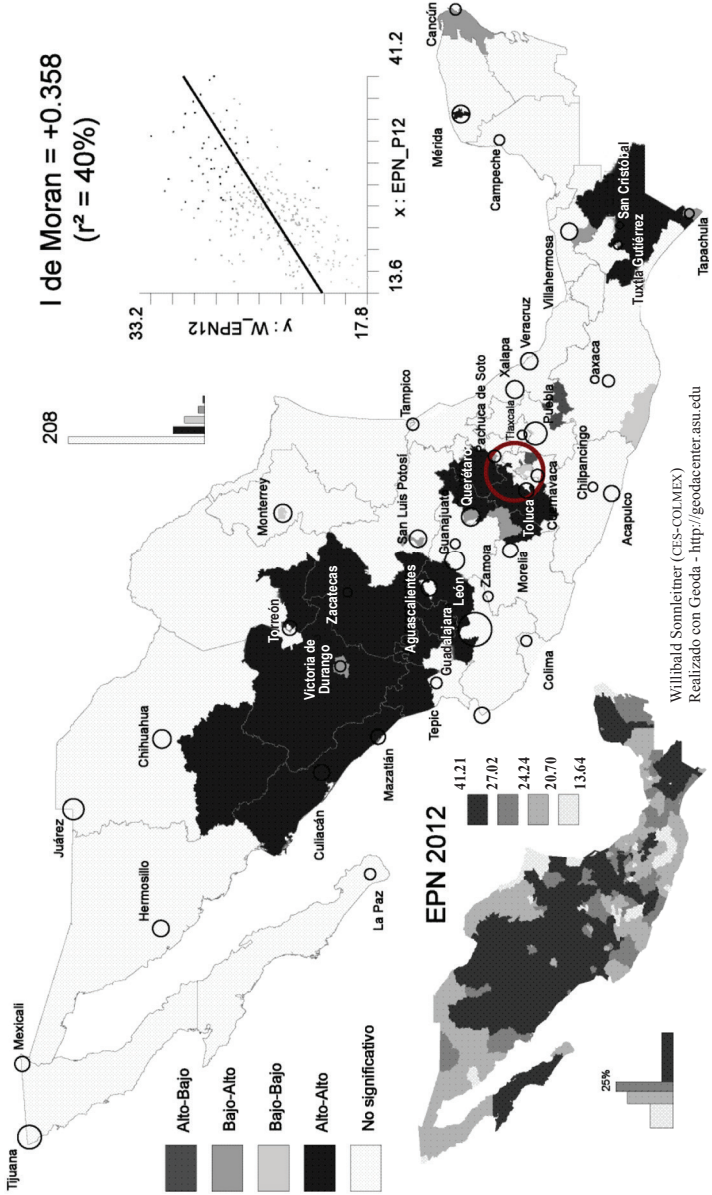 I de Moran = +0.358
(r² = 40%)
33.2
17.8
y : W_EPN12
13.6
41.2
x : EPN_P12
208
Tijuana
Mexicali
Juárez
Hermosillo
Chihuahua
Monterrey
La Paz
Culiacán
Mazatlán
Torreón
Victoria de
Durango
Zacatecas
San Luis Potosí
Tampico
Aguascalientes
Tepic
Guadalajara
León
Guanajuato
Querétaro
Pachuca de Soto
Zamora
Morelia
Toluca
Tlaxcala
Xalapa
Veracruz
Puebla
Cuernavaca
Colima
Chilpancingo
Acapulco
Oaxaca
Villahermosa
Tuxtla Gutiérrez
San Cristóbal
Tapachula
Campeche
Mérida
Cancún
Alto-Bajo
Bajo-Alto
Bajo-Bajo
Alto-Alto
No significativo
EPN 2012
41.21
27.02
24.24
20.70
13.64
25%
Willibald Sonnleitner (CES-COLMEX)
Realizado con Geoda - http://geodacenter.asu.edu